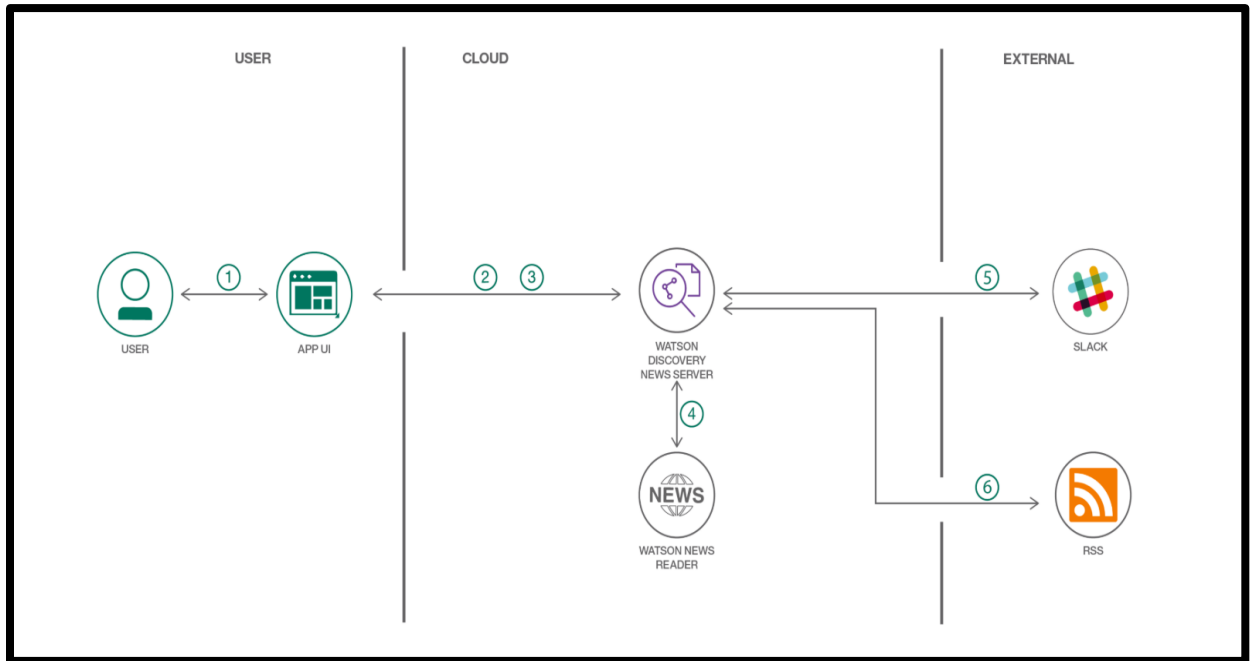 USER
CLOUD
EXTERNAL
1
2
3
5
USER
APP UI
WATSON
DISCOVERY
NEWS SERVER
SLACK
4
NEWS
WATSON NEWS
READER
6
RSS